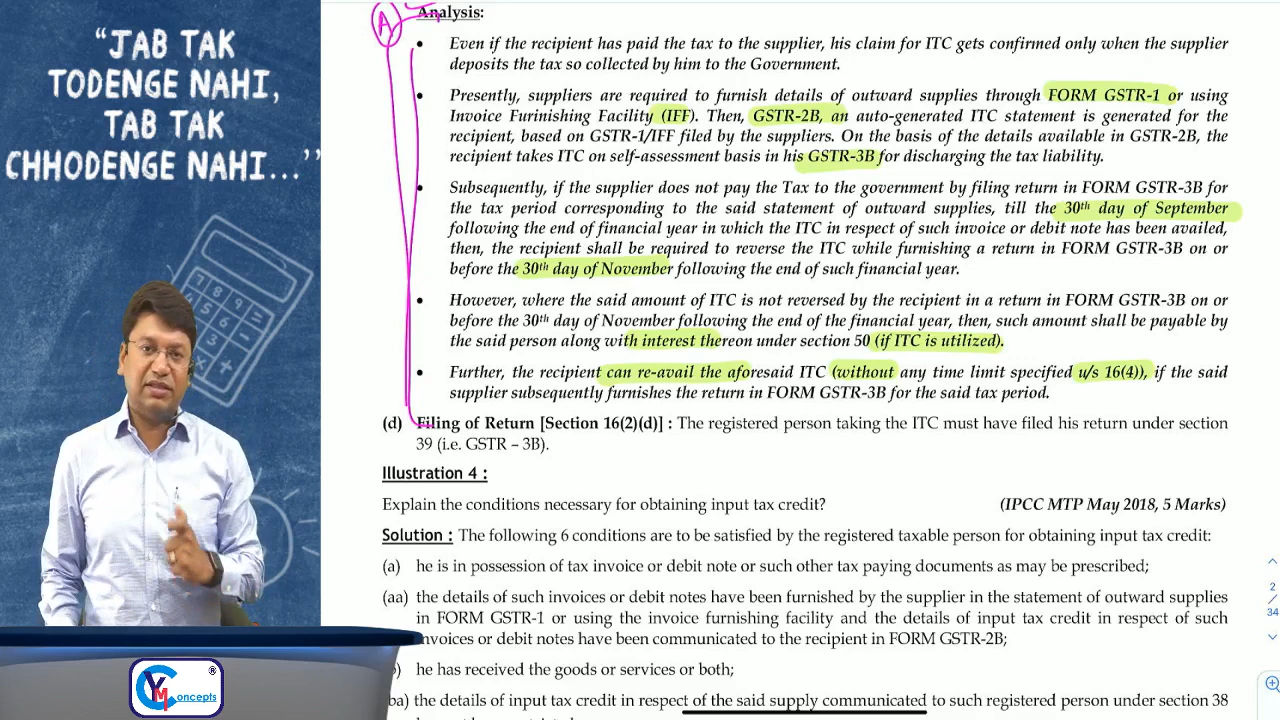 “JAB TAK
TODENGE NAHI,
TAB TAK
CHHODENGE NAHI...’’
A
Analysis:
• Even if the recipient has paid the tax to the supplier, his claim for ITC gets confirmed only when the supplier
deposits the tax so collected by him to the Government.
• Presently, suppliers are required to furnish details of outward supplies through FORM GSTR-1 or using
Invoice Furinishing Facility (IFF). Then, GSTR-2B, an auto-generated ITC statement is generated for the
recipient, based on GSTR-1/IFF filed by the suppliers. On the basis of the details available in GSTR-2B, the
recipient takes ITC on self-assessment basis in his GSTR-3B for discharging the tax liability.
• Subsequently, if the supplier does not pay the Tax to the government by filing return in FORM GSTR-3B for
the tax period corresponding to the said statement of outward supplies, till the 30th day of September
following the end of financial year in which the ITC in respect of such invoice or debit note has been availed,
then, the recipient shall be required to reverse the ITC while furnishing a return in FORM GSTR-3B on or
before the 30th day of November following the end of such financial year.
• However, where the said amount of ITC is not reversed by the recipient in a return in FORM GSTR-3B on or
before the 30th day of November following the end of the financial year, then, such amount shall be payable by
the said person along with interest thereon under section 50 (if ITC is utilized).
• Further, the recipient can re-avail the aforesaid ITC (without any time limit specified u/s 16(4)), if the said
supplier subsequently furnishes the return in FORM GSTR-3B for the said tax period.
(d) Filing of Return [Section 16(2)(d)] : The registered person taking the ITC must have filed his return under section
39 (i.e. GSTR – 3B).
Illustration 4 :
Explain the conditions necessary for obtaining input tax credit? (IPCC MTP May 2018, 5 Marks)
Solution : The following 6 conditions are to be satisfied by the registered taxable person for obtaining input tax credit:
(a) he is in possession of tax invoice or debit note or such other tax paying documents as may be prescribed;
(aa) the details of such invoices or debit notes have been furnished by the supplier in the statement of outward supplies
in FORM GSTR-1 or using the invoice furnishing facility and the details of input tax credit in respect of such
invoices or debit notes have been communicated to the recipient in FORM GSTR-2B;
he has received the goods or services or both;
ba) the details of input tax credit in respect of the said supply communicated to such registered person under section 38
2
/
34
YMC oncepts ®